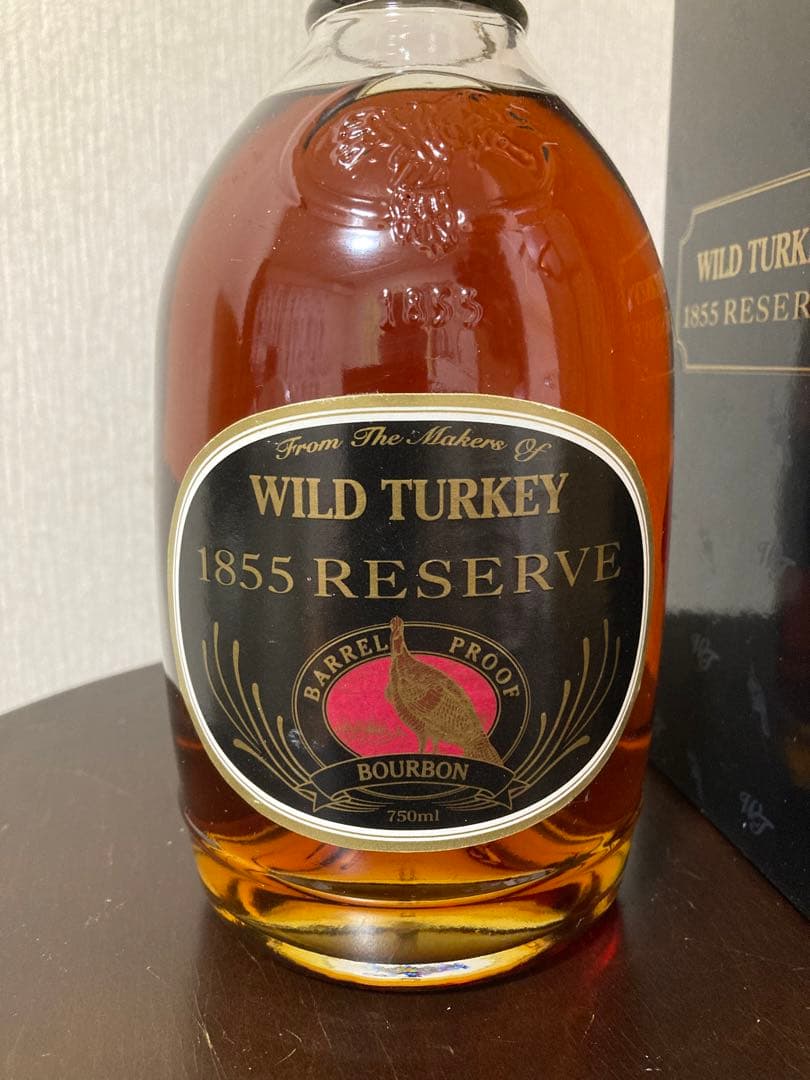 1855
From The Makers Of
WILD TURKEY
1855 RESERVE
BARREL PROOF
BOURBON
750ml
WILD TURK
1855 RESER